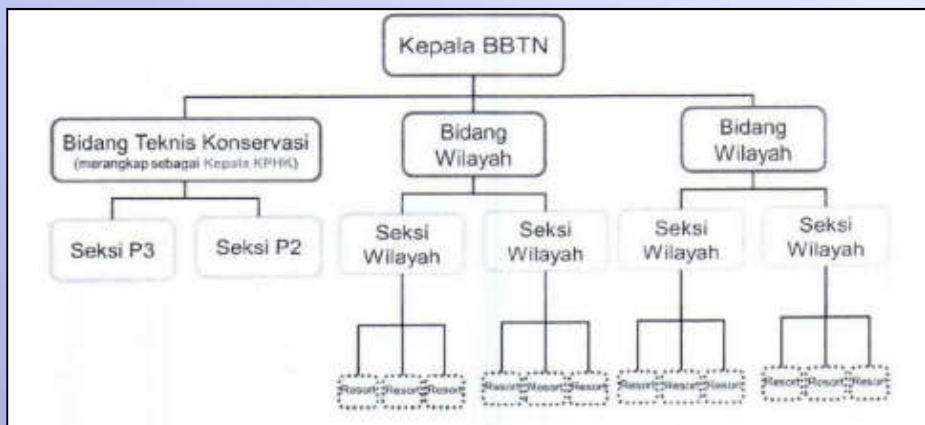 Kepala BBTN
Bidang Teknis Konservasi
(merangkap sebagai Kepala KPHK)
Bidang
Wilayah
Bidang
Wilayah
Seksi P3
Seksi P2
Seksi
Wilayah
Seksi
Wilayah
Seksi
Wilayah
Seksi
Wilayah
Resort Resort Resort
Resort Resort Resort
Resort Resort Resort
Resort Resort Resort